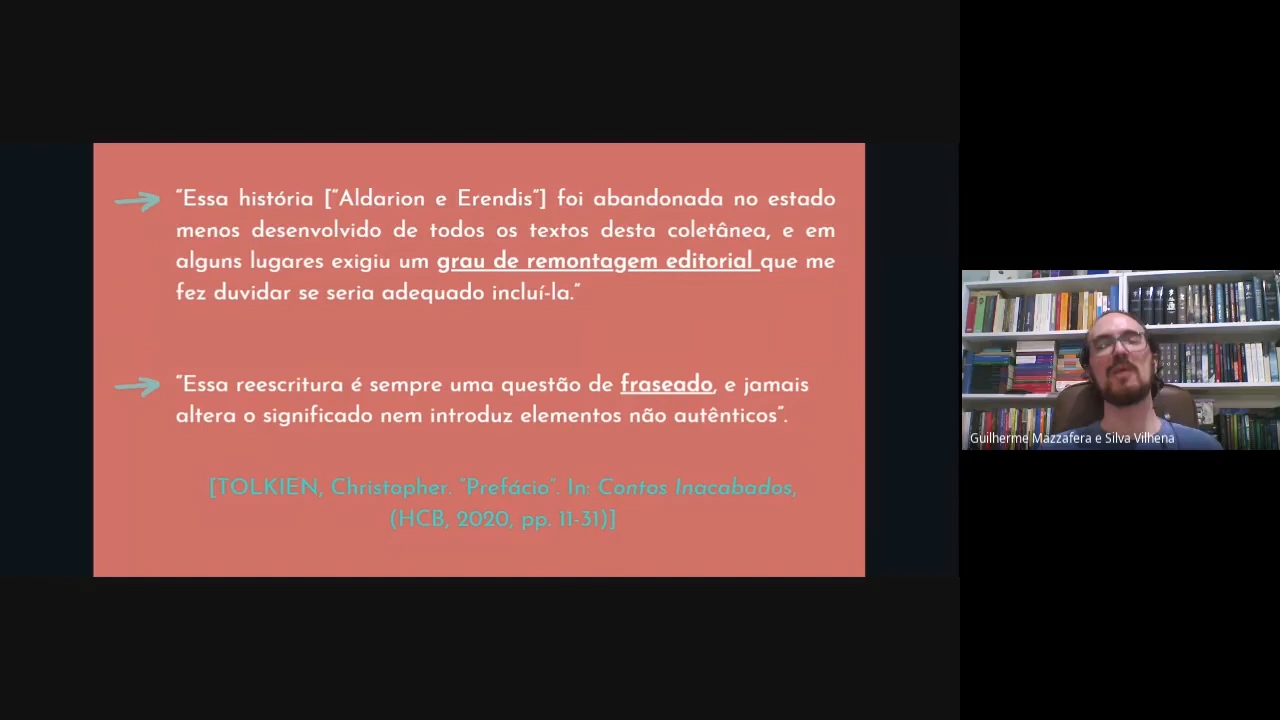 “Essa história [“Aldarion e Erendis”] foi abandonada no estado
menos desenvolvido de todos os textos desta coletânea, e em
alguns lugares exigiu um grau de remontagem editorial que me
fez duvidar se seria adequado incluí-la.”
“Essa reescritura é sempre uma questão de fraseado, e jamais
altera o significado nem introduz elementos não autênticos”.
[TOLKIEN, Christopher. “Prefácio”. In: Contos Inacabados,
(HCB, 2020, pp. 11-31)]
Guilherme Mazzafera e Silva Vilhena